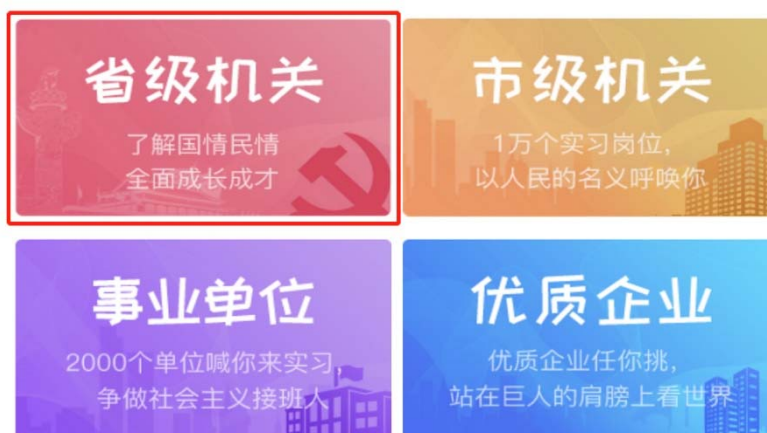 省级机关
了解国情民情
全面成长成才
市级机关
1万个实习岗位，
以人民的名义呼唤你
事业单位
2000个单位喊你来实习，
争做社会主义接班人
优质企业
优质企业任你挑，
站在巨人的肩膀上看世界